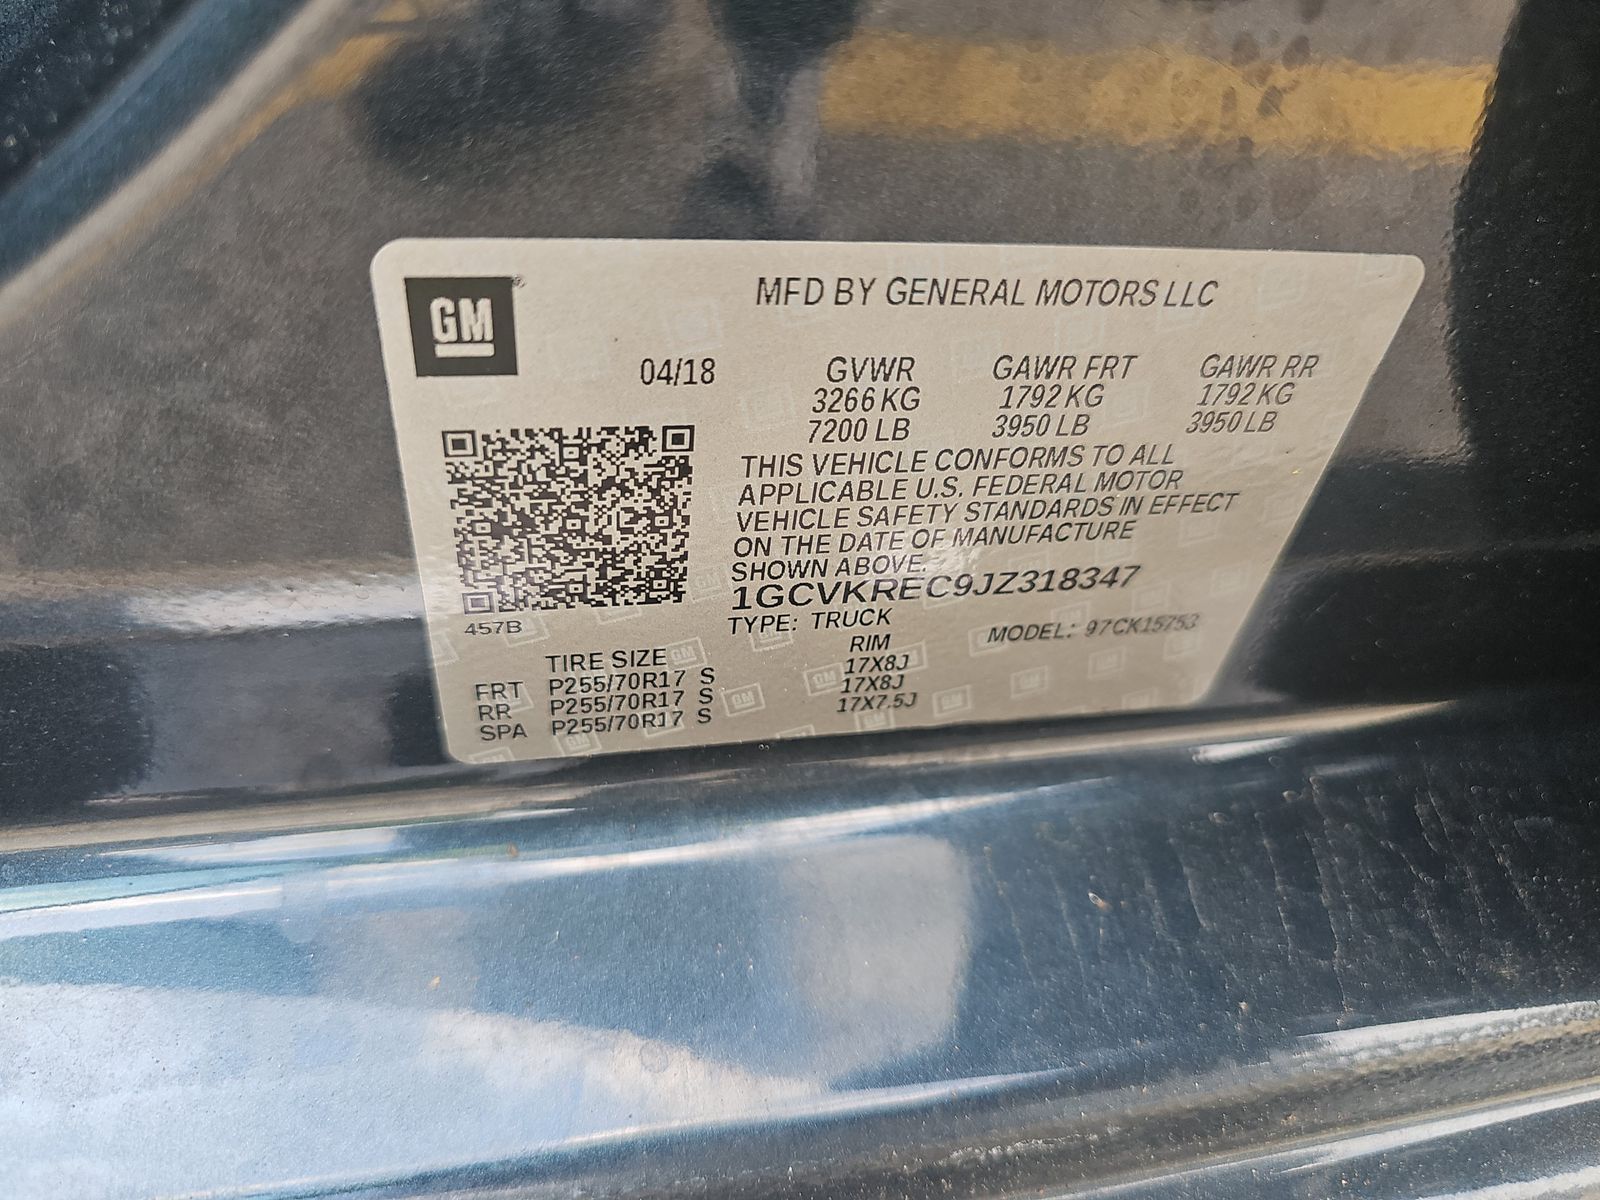 GM
MFD BY GENERAL MOTORS LLC
04/18 GVWR GAWR FRT GAWR RR
3266 KG 1792 KG 1792 KG
7200 LB 3950 LB 3950 LB
THIS VEHICLE CONFORMS TO ALL
APPLICABLE U.S. FEDERAL MOTOR
VEHICLE SAFETY STANDARDS IN EFFECT
ON THE DATE OF MANUFACTURE
SHOWN ABOVE.
1GCVKREC9JZ318347
457B
TYPE: TRUCK MODEL: 97CK15753
TIRE SIZE RIM
FRT P255/70R17 S 17X8J
RR P255/70R17 S 17X8J
SPA P255/70R17 S 17X7.5J